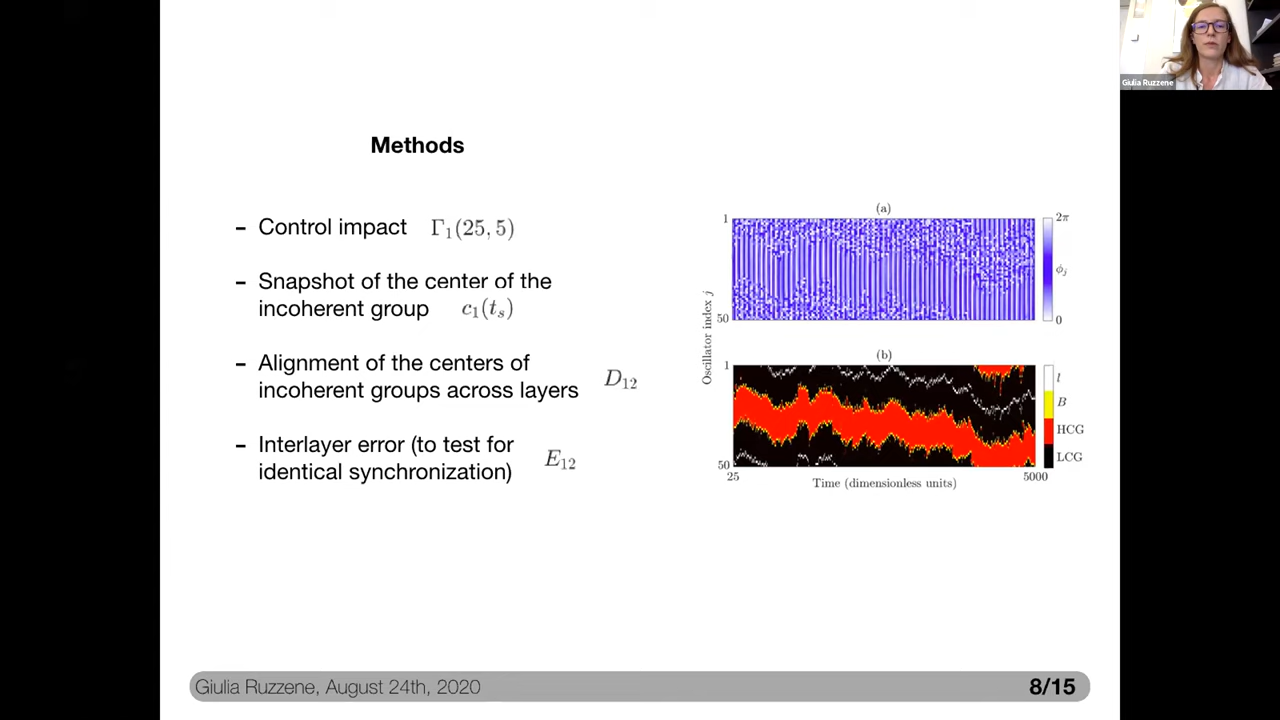 Giulia Ruzzene
Methods
– Control impact Γ₁(25, 5)
– Snapshot of the center of the
incoherent group c₁(tₛ)
– Alignment of the centers of
incoherent groups across layers D₁₂
– Interlayer error (to test for
identical synchronization) E₁₂
(a)
1
50
2π
ϕⱼ
0
Oscillator index j
(b)
1
50
25
5000
Time (dimensionless units)
l
B
HCG
LCG
Giulia Ruzzene, August 24th, 2020
8/15